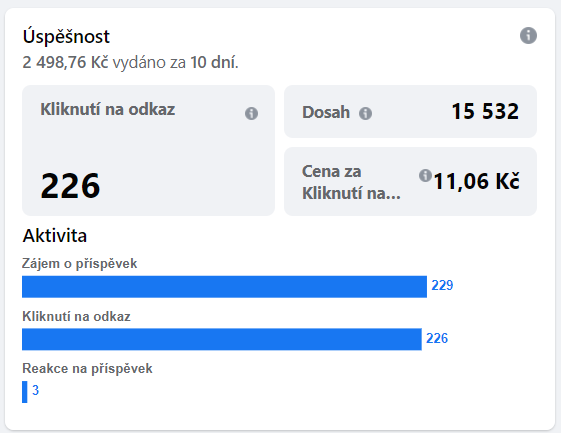 Úspěšnost
2 498,76 Kč vydáno za 10 dní.
Kliknutí na odkaz
226
Dosah
15 532
Cena za
Kliknutí na...
11,06 Kč
Aktivita
Zájem o příspěvek
229
Kliknutí na odkaz
226
Reakce na příspěvek
3